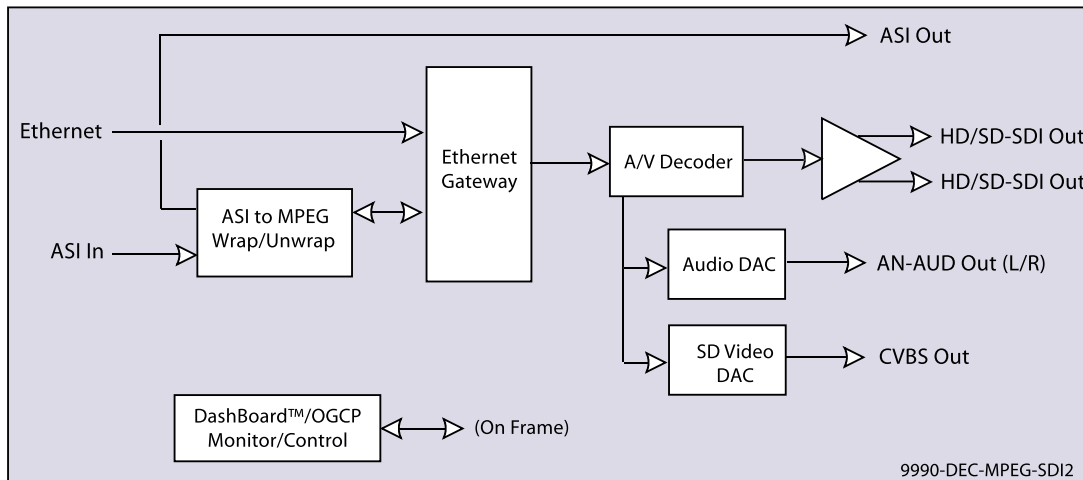 ASI Out
Ethernet
Ethernet
Gateway
A/V Decoder
HD/SD-SDI Out
HD/SD-SDI Out
ASI to MPEG
Wrap/Unwrap
ASI In
Audio DAC
AN-AUD Out (L/R)
SD Video
DAC
CVBS Out
DashBoard™/OGCP
Monitor/Control
(On Frame)
9990-DEC-MPEG-SDI2